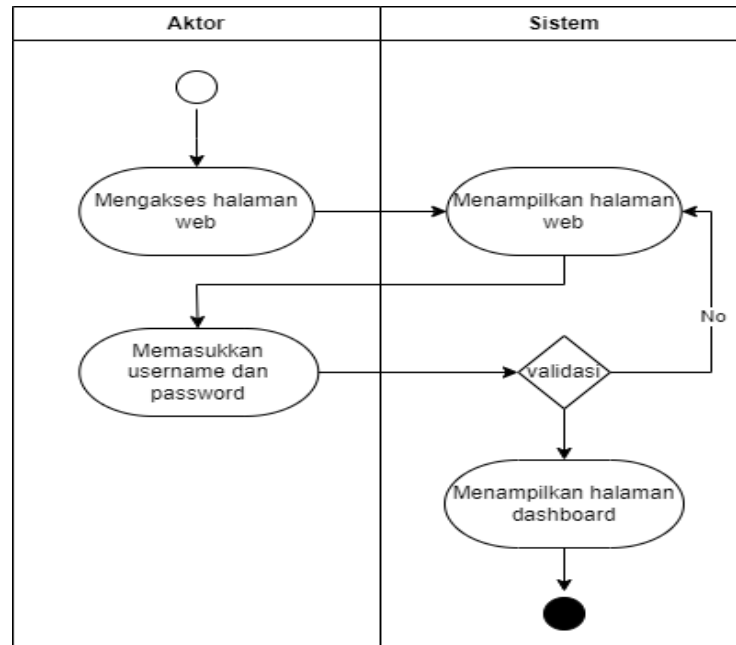 Aktor
Sistem
Mengakses halaman
web
Menampilkan halaman
web
No
Memasukkan
username dan
password
validasi
Menampilkan halaman
dashboard